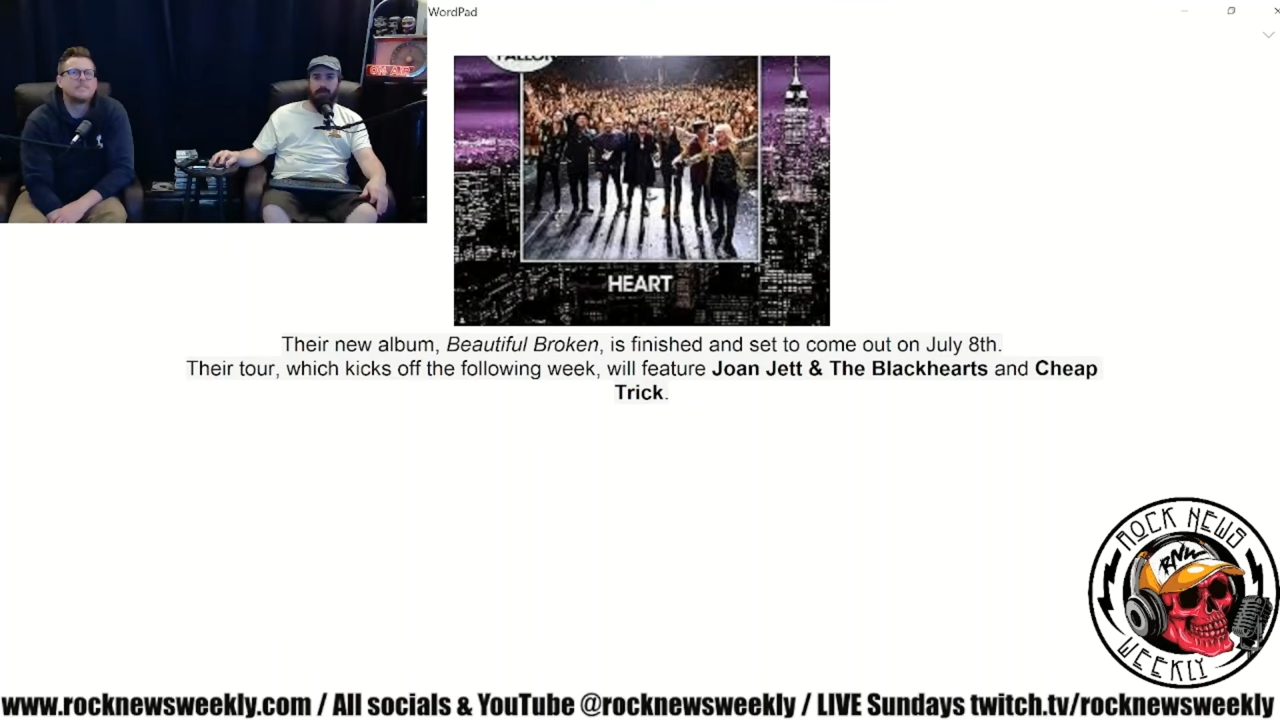 WordPad
FALLON
ON AIR
HEART
Their new album, Beautiful Broken, is finished and set to come out on July 8th.
Their tour, which kicks off the following week, will feature Joan Jett & The Blackhearts and Cheap
Trick.
ROCK NEWS
RNW
WEEKLY
www.rocknewsweekly.com / All socials & YouTube @rocknewsweekly / LIVE Sundays twitch.tv/rocknewsweekly